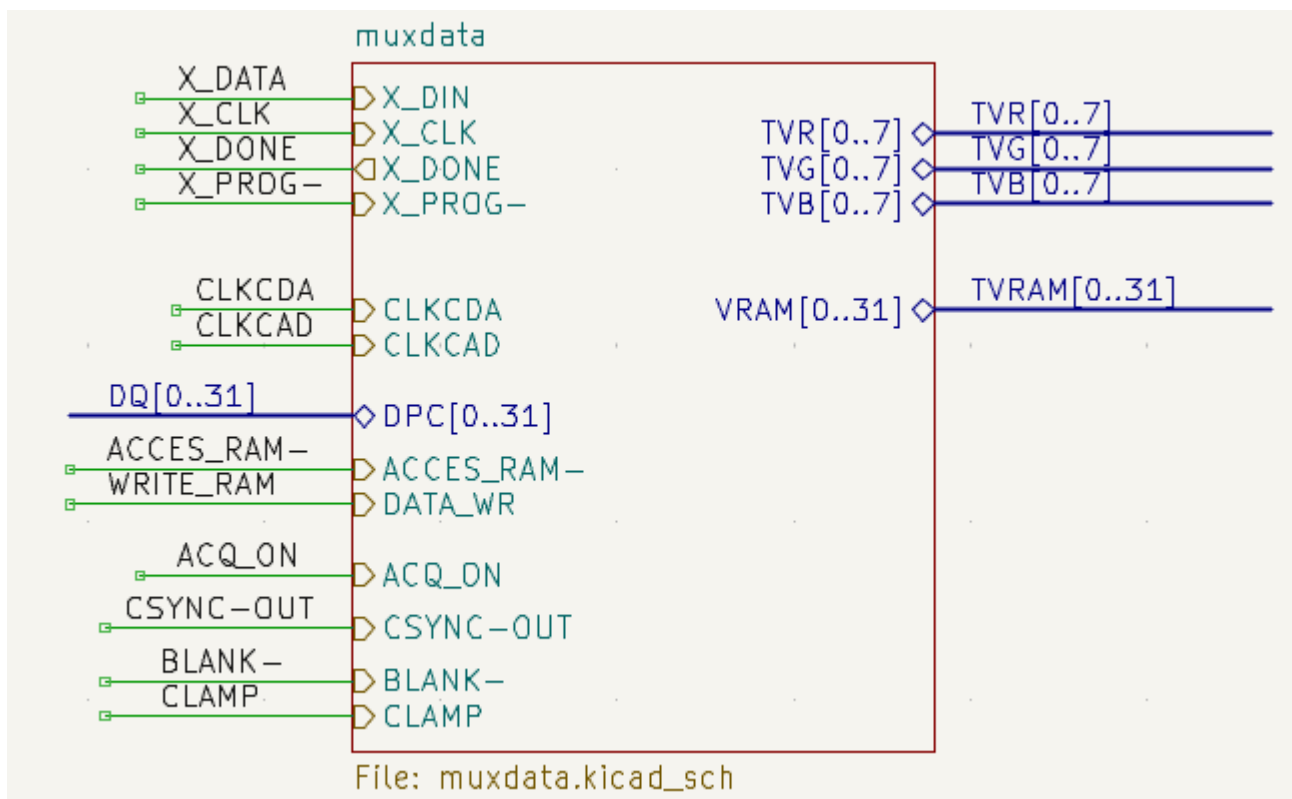 muxdata
X_DATA
X_DIN
X_CLK
X_CLK
X_DONE
X_DONE
X_PROG-
X_PROG-
TVR[0..7]
TVR[0..7]
TVG[0..7]
TVG[0..7]
TVB[0..7]
TVB[0..7]
CLKCDA
CLKCDA
CLKCAD
CLKCAD
VRAM[0..31]
TVRAM[0..31]
DQ[0..31]
DPC[0..31]
ACCES_RAM-
ACCES_RAM-
WRITE_RAM
DATA_WR
ACQ_ON
ACQ_ON
CSYNC-OUT
CSYNC-OUT
BLANK-
BLANK-
CLAMP
CLAMP
File: muxdata.kicad_sch